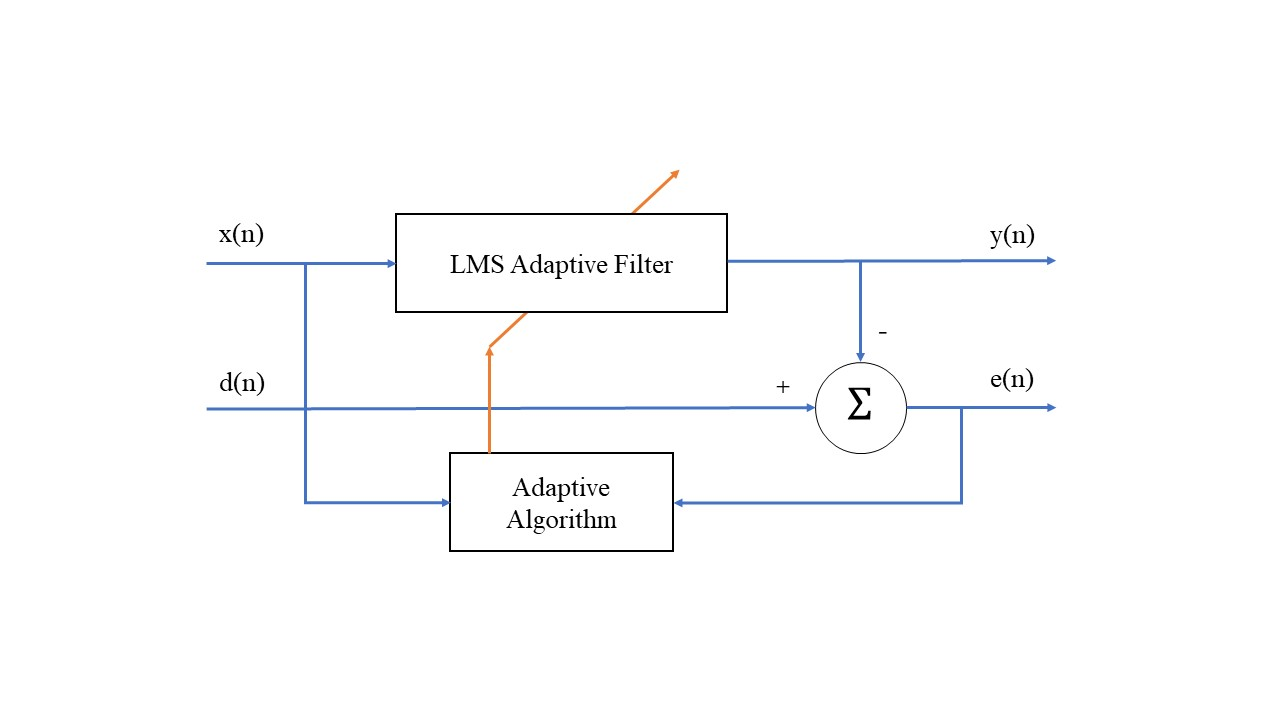 x(n)
LMS Adaptive Filter
y(n)
-
d(n)
+
Σ
e(n)
Adaptive
Algorithm